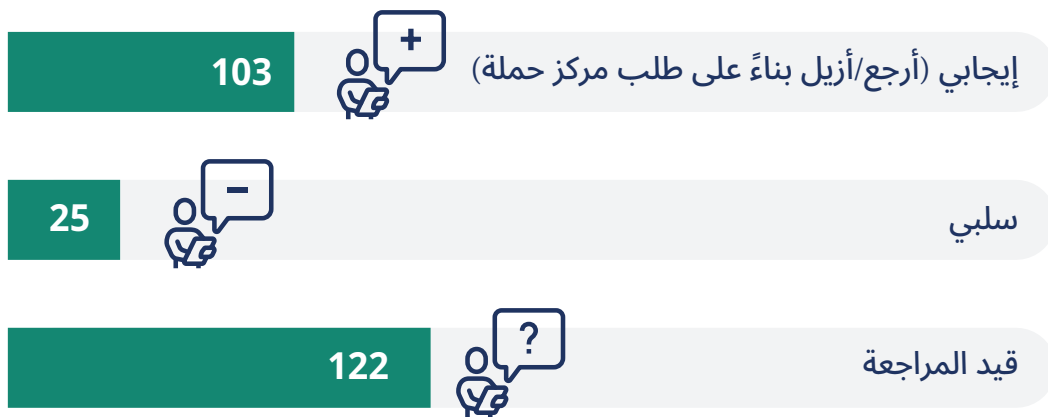 إيجابي (أرجع/أزيل بناءً على طلب مركز حملة)
+
103
سلبي
-
25
قيد المراجعة
?
122